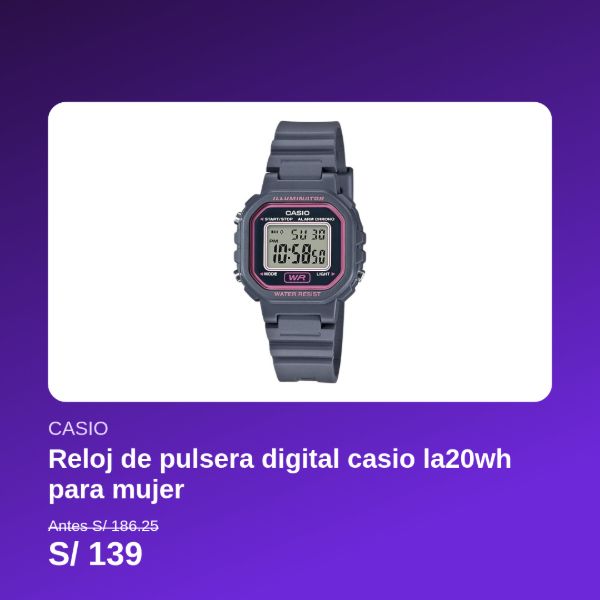 ILLUMINATOR
CASIO
START/STOP ALARM CHRONO
SU 30
PM
10:58 50
MODE LIGHT
WR
WATER RESIST
CASIO
Reloj de pulsera digital casio la20wh
para mujer
Antes S/ 186.25
S/ 139